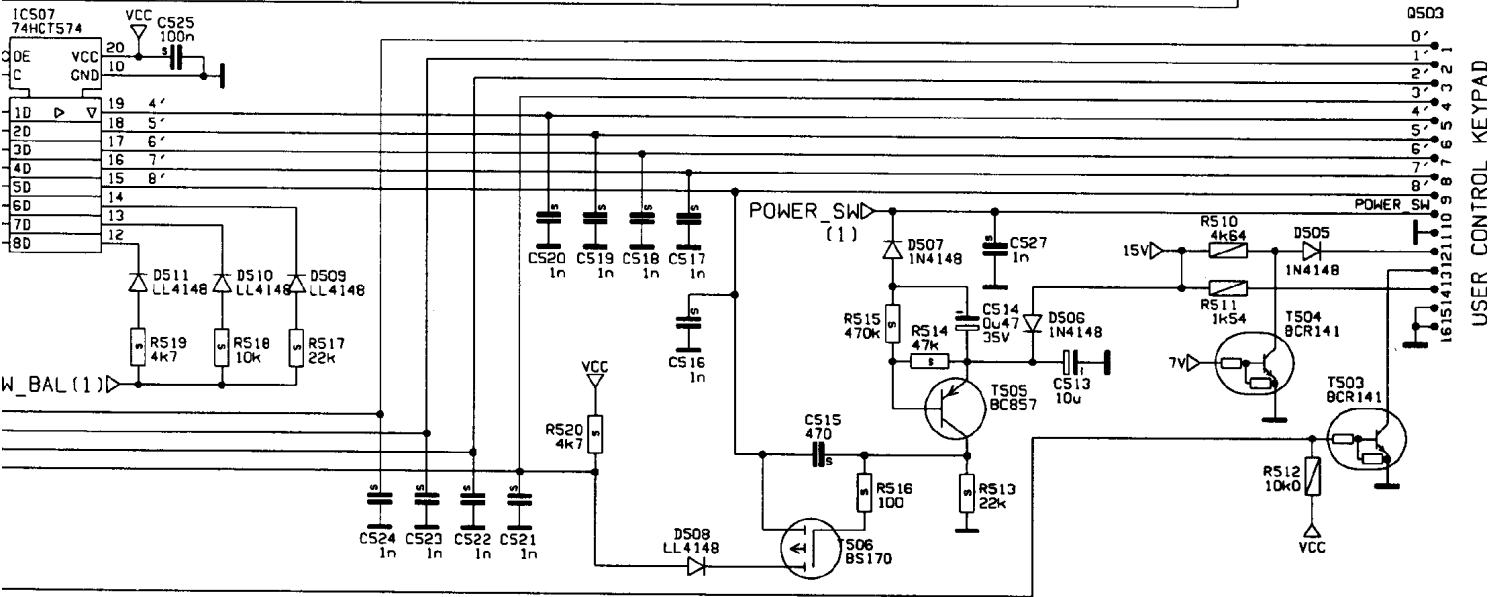 IC507
74HCT574
VCC
C525
100n
S
OE
VCC
20
C
GND
10
1D
19
4'
2D
18
5'
3D
17
6'
4D
16
7'
5D
15
8'
6D
14
7D
13
8D
12
D511
LL4148
D510
LL4148
D509
LL4148
S
R519
4k7
S
R518
10k
S
R517
22k
W_BAL(1)
S
C520
1n
S
C519
1n
S
C518
1n
S
C517
1n
S
C516
1n
VCC
R520
4k7
S
S
C524
1n
S
C523
1n
S
C522
1n
S
C521
1n
D508
LL4148
T506
BS170
C515
470
S
S
R516
100
S
R513
22k
POWER_SW
(1)
D507
1N4148
S
C527
1n
R515
470k
S
R514
47k
S
C514
0u47
35V
D506
1N4148
C513
10u
T505
BC857
15V
R510
4k64
D505
1N4148
R511
1k54
T504
BCR141
7V
T503
BCR141
R512
10k0
VCC
Q503
0'
1
1'
2
2'
3
3'
4
4'
5
5'
6
6'
7
7'
8
8'
9
POWER_SW
10
11
12
13
14
15
16
USER CONTROL KEYPAD